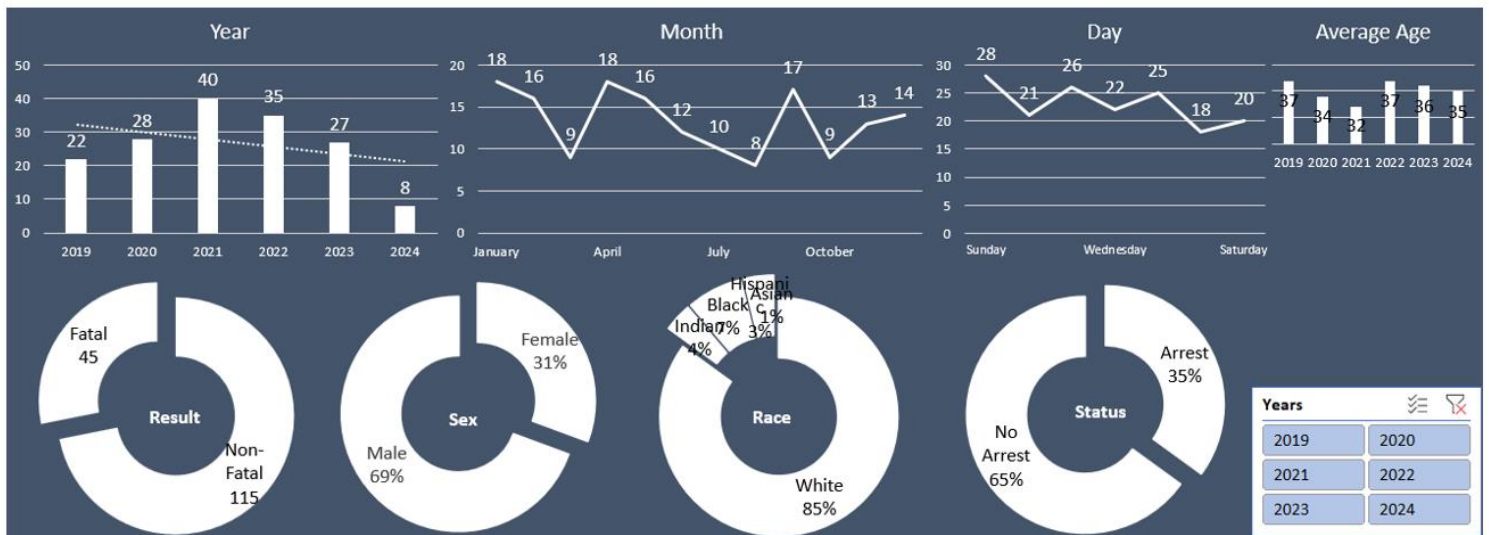 Year
50
40
30
20
10
0
22
28
40
35
27
8
2019
2020
2021
2022
2023
2024
Month
20
15
10
5
0
18
16
9
18
16
12
10
8
17
9
13
14
January
April
July
October
Day
30
25
20
15
10
5
0
28
21
26
22
25
18
20
Sunday
Wednesday
Saturday
Average Age
37
34
32
37
36
35
2019 2020 2021 2022 2023 2024
Fatal
45
Result
Non-
Fatal
115
Female
31%
Sex
Male
69%
Indian
4%
Black
7%
Hispani
c
3%
Asian
1%
Race
White
85%
Arrest
35%
Status
No
Arrest
65%
Years
2019 2020
2021 2022
2023 2024